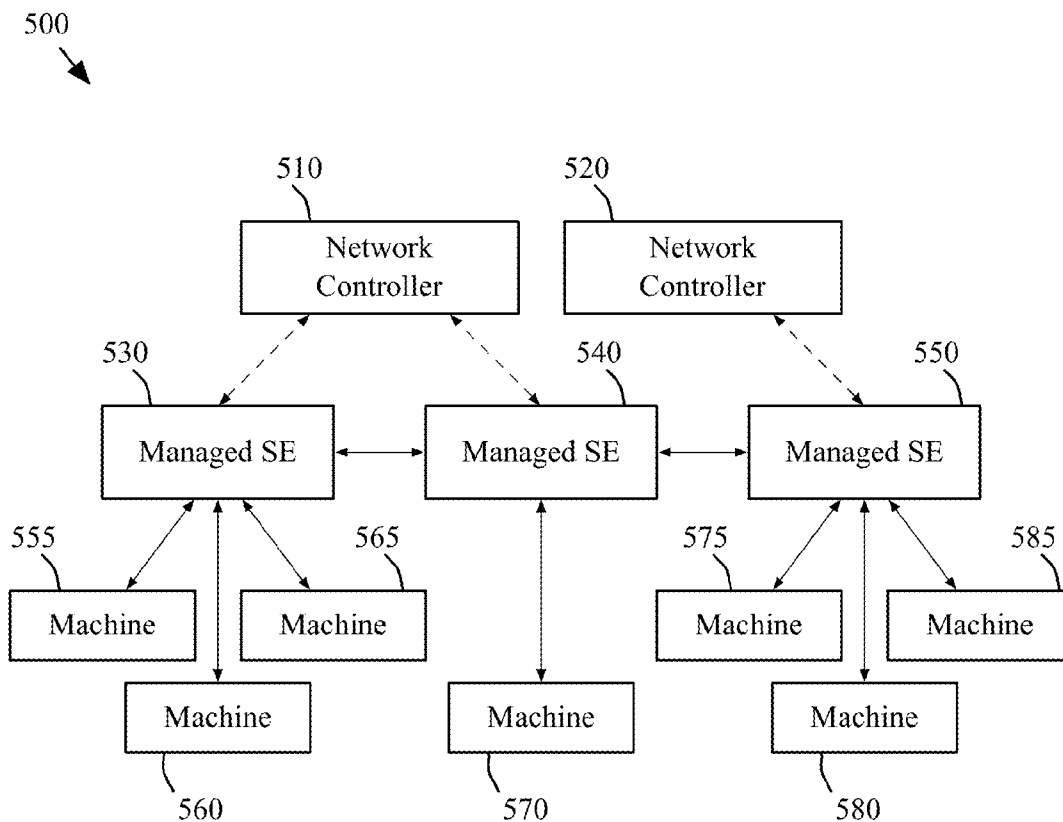 500
510
520
Network
Controller
Network
Controller
530
540
550
Managed SE
Managed SE
Managed SE
555
565
575
585
Machine
Machine
Machine
Machine
Machine
Machine
Machine
560
570
580